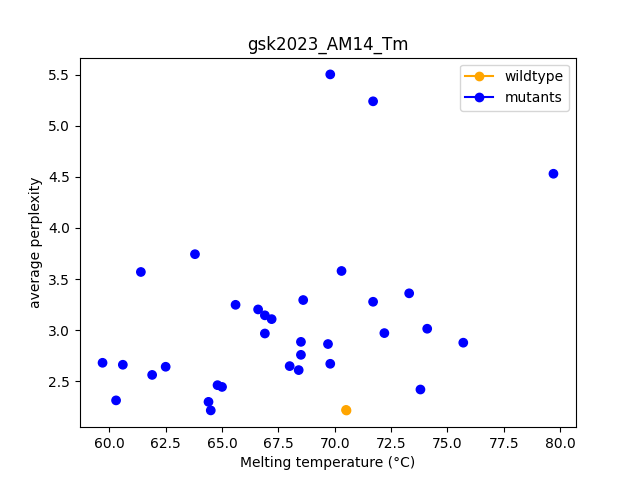 gsk2023_AM14_Tm
wildtype
mutants
average perplexity
5.5
5.0
4.5
4.0
3.5
3.0
2.5
60.0 62.5 65.0 67.5 70.0 72.5 75.0 77.5 80.0
Melting temperature (°C)